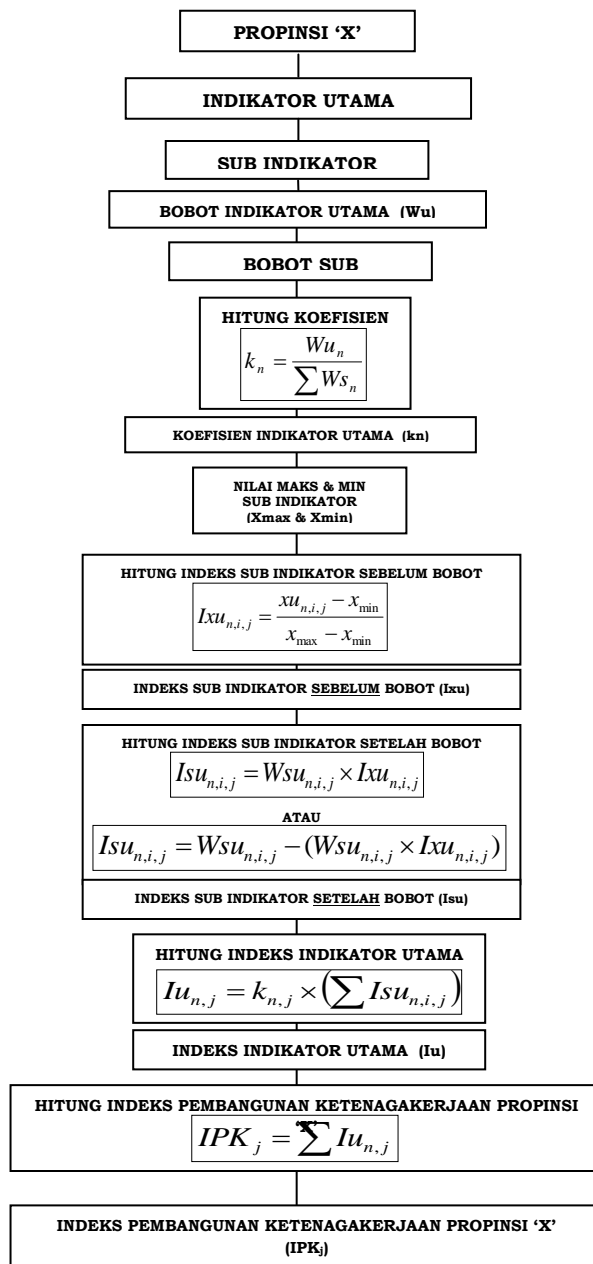 PROPINSI ‘X’
INDIKATOR UTAMA
SUB INDIKATOR
BOBOT INDIKATOR UTAMA (Wu)
BOBOT SUB
HITUNG KOEFISIEN
k_n = Wu_n / ∑ Ws_n
KOEFISIEN INDIKATOR UTAMA (kn)
NILAI MAKS & MIN
SUB INDIKATOR
(Xmax & Xmin)
HITUNG INDEKS SUB INDIKATOR SEBELUM BOBOT
Ixu_{n,i,j} = (xu_{n,i,j} − x_min) / (x_max − x_min)
INDEKS SUB INDIKATOR SEBELUM BOBOT (Ixu)
HITUNG INDEKS SUB INDIKATOR SETELAH BOBOT
Isu_{n,i,j} = Wsu_{n,i,j} × Ixu_{n,i,j}
ATAU
Isu_{n,i,j} = Wsu_{n,i,j} − (Wsu_{n,i,j} × Ixu_{n,i,j})
INDEKS SUB INDIKATOR SETELAH BOBOT (Isu)
HITUNG INDEKS INDIKATOR UTAMA
Iu_{n,j} = k_{n,j} × (∑ Isu_{n,i,j})
INDEKS INDIKATOR UTAMA (Iu)
HITUNG INDEKS PEMBANGUNAN KETENAGAKERJAAN PROPINSI
IPK_j = ∑ Iu_{n,j}
INDEKS PEMBANGUNAN KETENAGAKERJAAN PROPINSI ‘X’
(IPK_j)